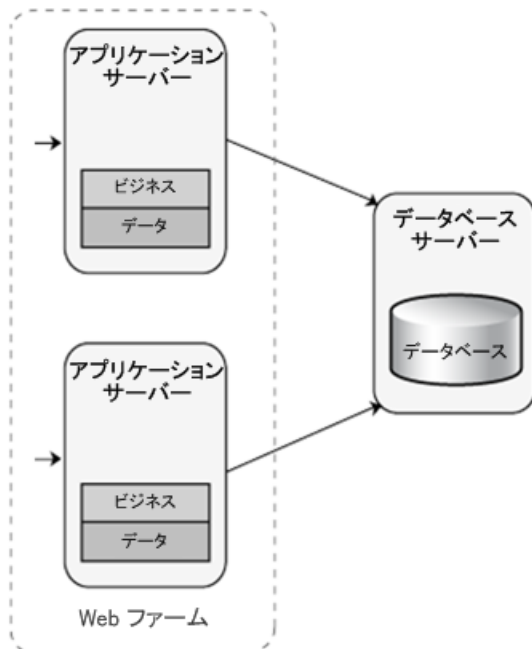 アプリケーション
サーバー
ビジネス
データ
データベース
サーバー
データベース
アプリケーション
サーバー
ビジネス
データ
Web ファーム